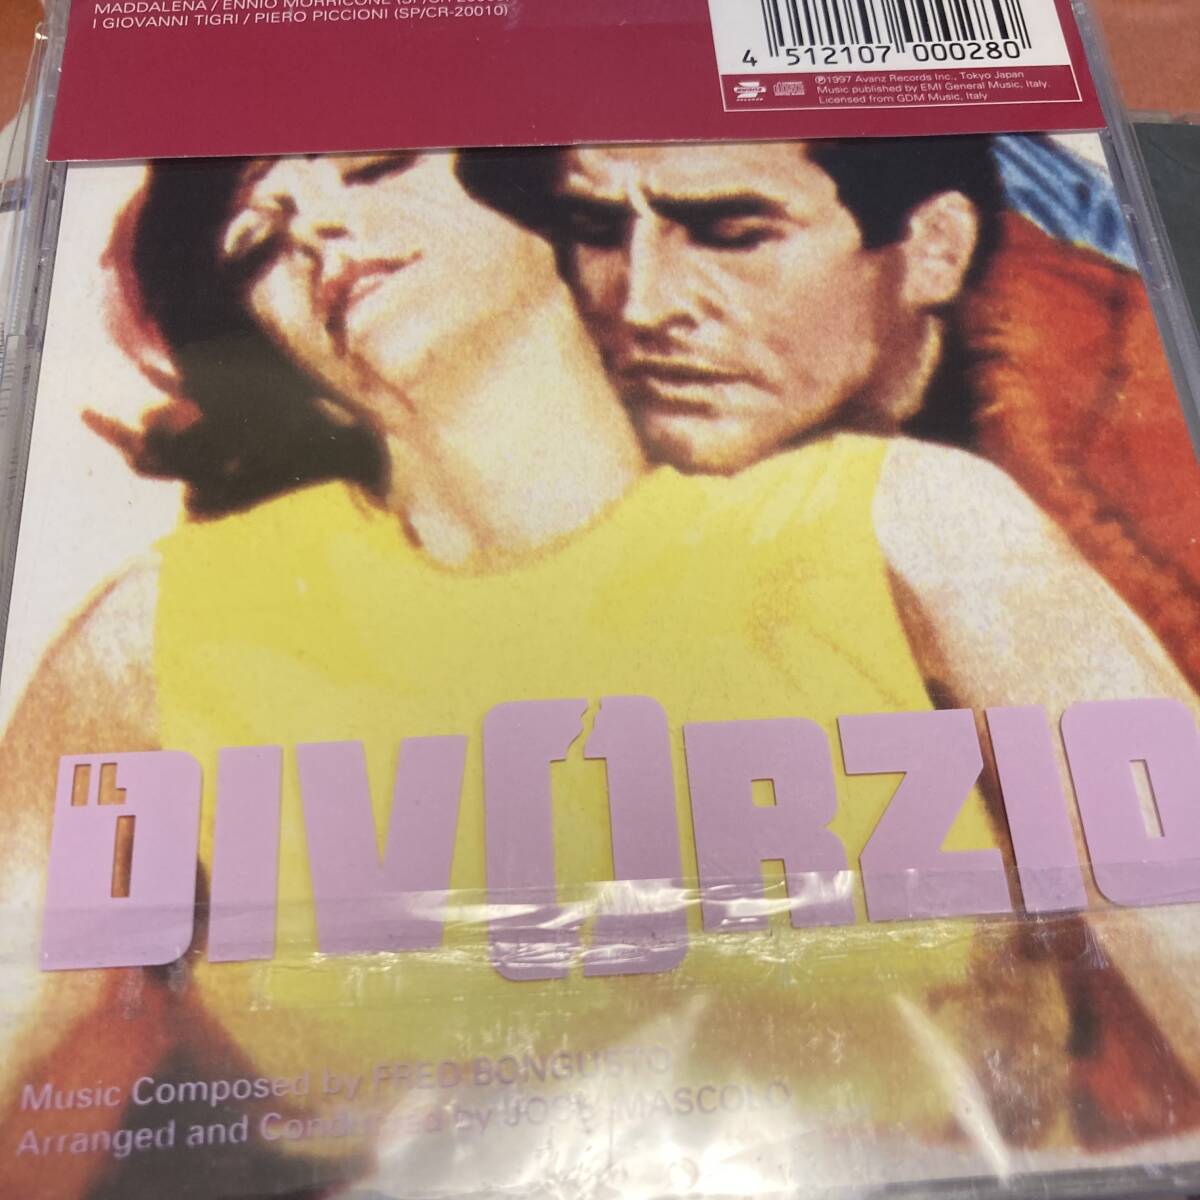 MADDALENA / ENNIO MORRICONE
I GIOVANNI TIGRI / PIERO PICCIONI (SP/CR-20010)
4 512107 000280
℗1997 Avanz Records Inc., Tokyo Japan
Music published by EMI General Music, Italy.
Licensed from GDM Music, Italy
IL
DIVORZIO
Music Composed by FRED BONGUSTO
Arranged and Conducted by JOCK MASCOLO